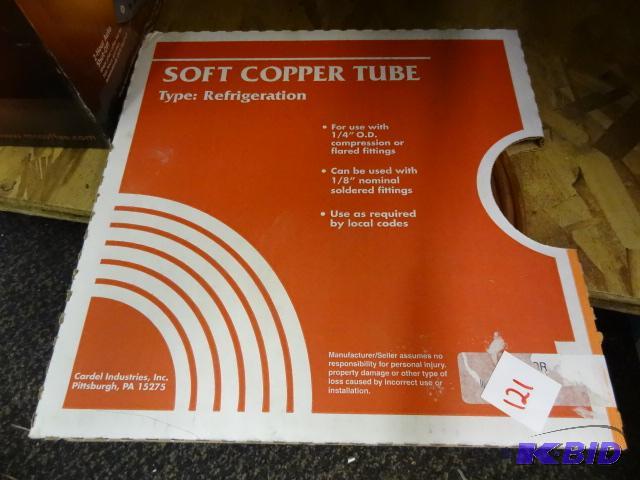 SOFT COPPER TUBE
Type: Refrigeration
• For use with
1/4" O.D.
compression or
flared fittings
• Can be used with
1/8" nominal
soldered fittings
• Use as required
by local codes
Manufacturer/Seller assumes no
responsibility for personal injury,
property damage or other type of
loss caused by incorrect use or
installation.
Cardel Industries, Inc.
Pittsburgh, PA 15275
121
K-BID